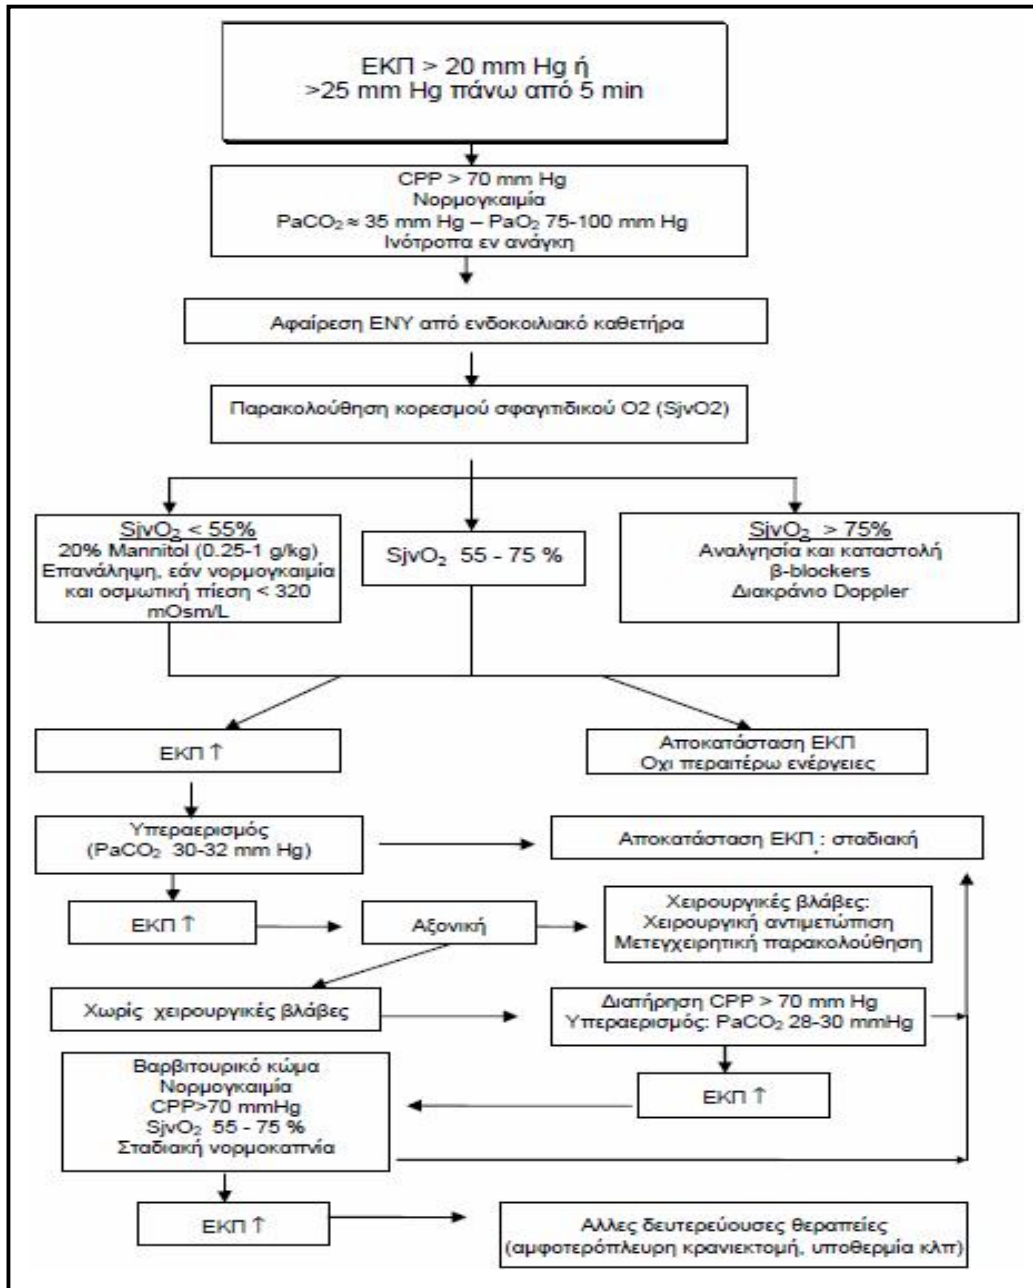 ΕΚΠ > 20 mm Hg ή
>25 mm Hg πάνω από 5 min
CPP > 70 mm Hg
Νορμογκαιμία
PaCO₂ ≈ 35 mm Hg – PaO₂ 75-100 mm Hg
Ινότροπα εν ανάγκη
Αφαίρεση ΕΝΥ από ενδοκοιλιακό καθετήρα
Παρακολούθηση κορεσμού σφαγιτιδικού Ο2 (SjvO2)
SjvO₂ < 55%
20% Mannitol (0.25-1 g/kg)
Επανάληψη, εάν νορμογκαιμία
και οσμωτική πίεση < 320
mOsm/L
SjvO₂ 55 - 75 %
SjvO₂ > 75%
Αναλγησία και καταστολή
β-blockers
Διακράνιο Doppler
ΕΚΠ ↑
Αποκατάσταση ΕΚΠ
Οχι περαιτέρω ενέργειες
Υπεραερισμός
(PaCO₂ 30-32 mm Hg)
Αποκατάσταση ΕΚΠ : σταδιακή
ΕΚΠ ↑
Αξονική
Χειρουργικές βλάβες:
Χειρουργική αντιμετώπιση
Μετεγχειρητική παρακολούθηση
Χωρίς χειρουργικές βλάβες
Διατήρηση CPP > 70 mm Hg
Υπεραερισμός: PaCO₂ 28-30 mmHg
Βαρβιτουρικό κώμα
Νορμογκαιμία
CPP>70 mmHg
SjvO₂ 55 - 75 %
Σταδιακή νορμοκαπνία
ΕΚΠ ↑
ΕΚΠ ↑
Αλλες δευτερεύουσες θεραπείες
(αμφοτερόπλευρη κρανιεκτομή, υποθερμία κλπ)